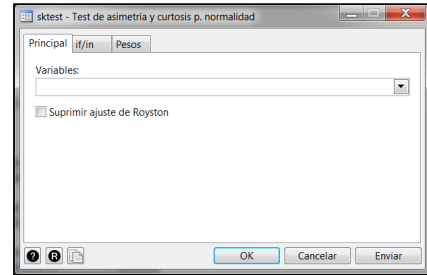 sktest - Test de asimetría y curtosis p. normalidad
Principal if/in Pesos
Variables:
Suprimir ajuste de Royston
? R OK Cancelar Enviar